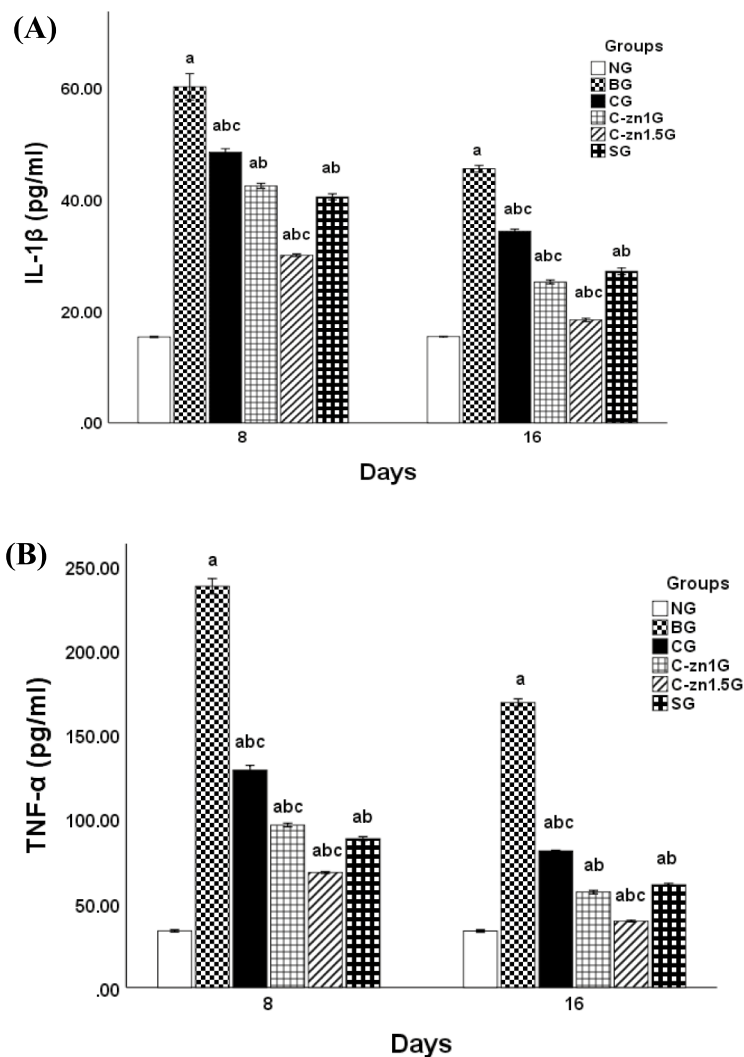 (A)
Groups
NG
BG
CG
C-zn1G
C-zn1.5G
SG
60.00
40.00
20.00
.00
IL-1β (pg/ml)
a
abc
ab
abc
ab
a
abc
abc
abc
ab
8
16
Days
(B)
Groups
NG
BG
CG
C-zn1G
C-zn1.5G
SG
250.00
200.00
150.00
100.00
50.00
.00
TNF-α (pg/ml)
a
abc
abc
abc
ab
a
abc
ab
abc
ab
8
16
Days